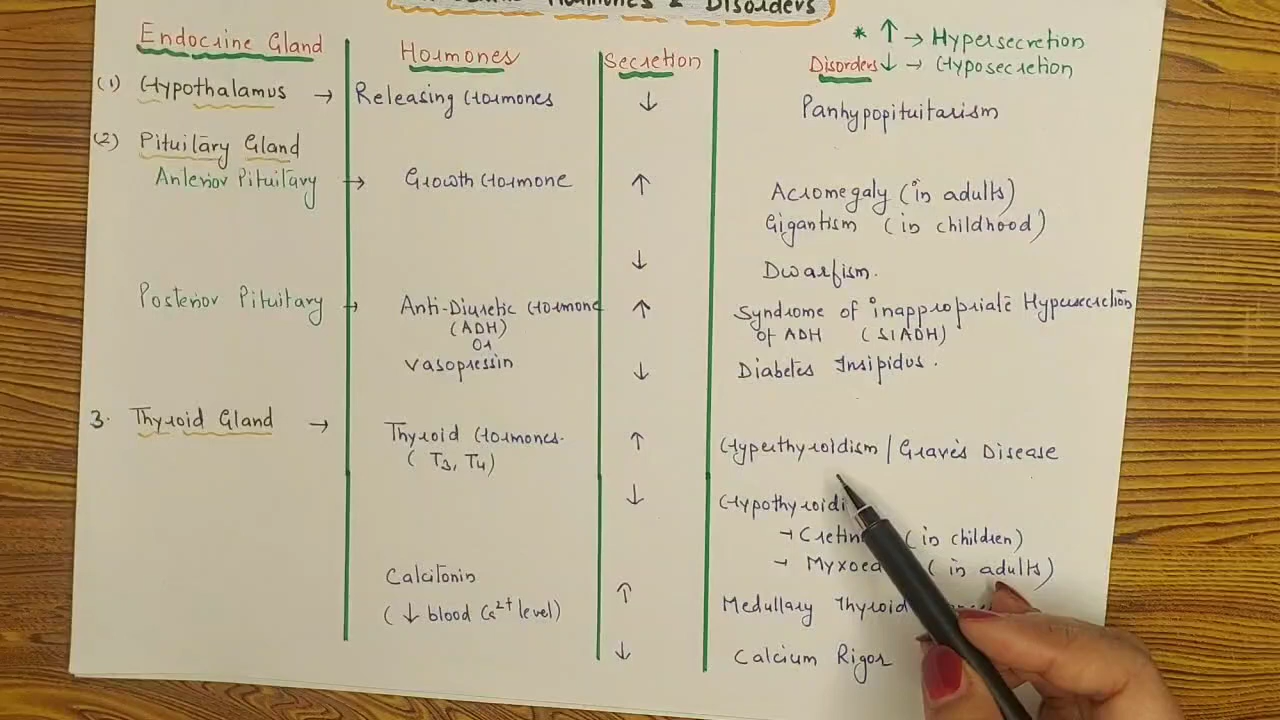 Hormones & Disorders
Endocrine Gland
Hormones
Secretion
* ↑ → Hypersecretion
Disorders ↓ → Hyposecretion
(1) Hypothalamus →
Releasing Hormones
↓
Panhypopituitarism
(2) Pituitary Gland
Anterior Pituitary →
Growth Hormone
↑
Acromegaly (in adults)
Gigantism (in childhood)
↓
Dwarfism.
Posterior Pituitary →
Anti-Diuretic Hormone
(ADH)
Or
Vasopressin
↑
Syndrome of inappropriate Hypersecretion
of ADH (SIADH)
↓
Diabetes Insipidus.
3. Thyroid Gland →
Thyroid Hormones.
(T3, T4)
↑
Hyperthyroidism / Grave's Disease
↓
Hypothyroidi
→ Cretin (in children)
→ Myxoed (in adults)
Calcitonin
(↓ blood Ca²⁺ level)
↑
Medullary Thyroid
↓
Calcium Rigor